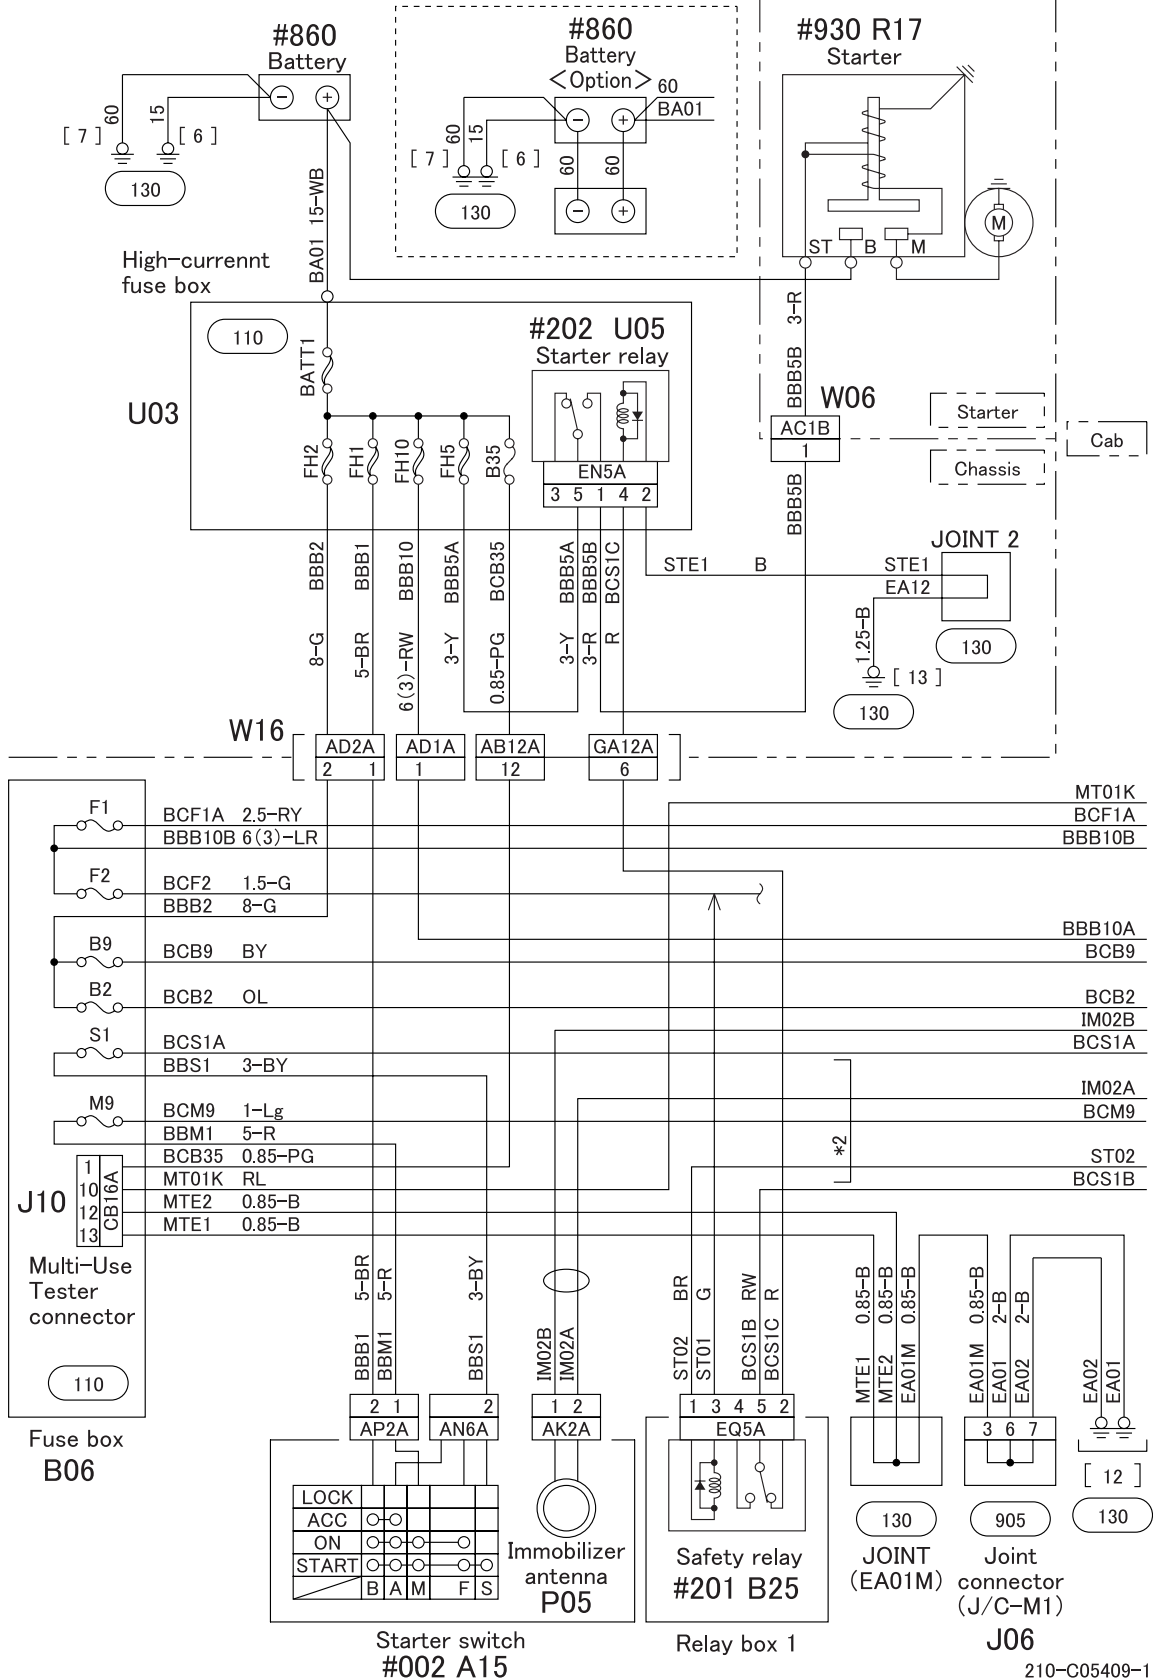 #860
Battery
−
+
60
15
[ 7 ]
[ 6 ]
130
BA01 15-WB
#860
Battery
<Option>
60
BA01
−
+
60
15
[ 7 ]
[ 6 ]
60
60
130
−
+
#930 R17
Starter
M
ST
B
M
High-currennt
fuse box
110
BATT1
U03
FH2
FH1
FH10
FH5
B35
#202 U05
Starter relay
EN5A
3 5 1 4 2
3-R
BBB5B
W06
AC1B
1
BBB5B
Starter
Cab
Chassis
JOINT 2
STE1 B STE1
EA12
1.25-B
130
[ 13 ]
130
BBB2
BBB1
BBB10
BBB5A
BCB35
BBB5A
BBB5B
BCS1C
8-G
5-BR
6(3)-RW
3-Y
0.85-PG
3-Y
3-R
R
W16
AD2A AD1A AB12A GA12A
2 1 1 12 6
F1
BCF1A 2.5-RY
BBB10B 6(3)-LR
F2
BCF2 1.5-G
BBB2 8-G
B9
BCB9 BY
B2
BCB2 OL
S1
BCS1A
BBS1 3-BY
M9
BCM9 1-Lg
BBM1 5-R
BCB35 0.85-PG
MT01K RL
MTE2 0.85-B
MTE1 0.85-B
J10
1
10
12
13
CB16A
Multi-Use
Tester
connector
110
Fuse box
B06
MT01K
BCF1A
BBB10B
BBB10A
BCB9
BCB2
IM02B
BCS1A
IM02A
BCM9
*2
ST02
BCS1B
5-BR
5-R
3-BY
BBB1
BBM1
BBS1
IM02B
IM02A
BR
G
RW
R
ST02
ST01
BCS1B
BCS1C
2 1
AP2A
2
AN6A
1 2
AK2A
1 3 4 5 2
EQ5A
LOCK
ACC
ON
START
B A M F S
Immobilizer
antenna
P05
Starter switch
#002 A15
Safety relay
#201 B25
Relay box 1
0.85-B
0.85-B
0.85-B
MTE1
MTE2
EA01M
0.85-B
2-B
2-B
EA01M
EA01
EA02
EA02
EA01
3 6 7
[ 12 ]
130
905
130
JOINT
(EA01M)
Joint
connector
(J/C-M1)
J06
210-C05409-1